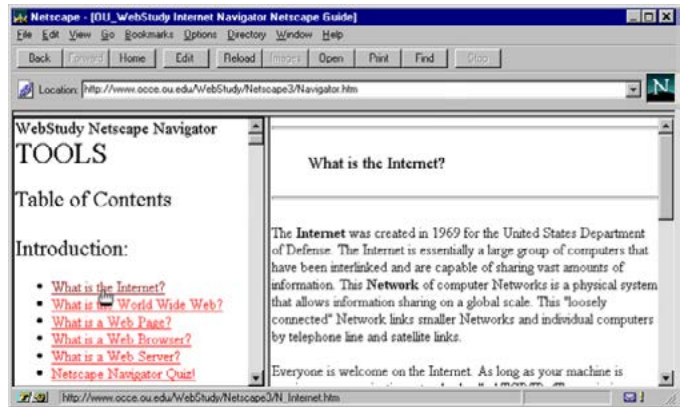 Netscape - [OU_WebStudy Internet Navigator Netscape Guide]
File Edit View Go Bookmarks Options Directory Window Help
Back Forward Home Edit Reload Images Open Print Find Stop
Location: http://www.occe.ou.edu/WebStudy/Netscape3/Navigator.htm
N
WebStudy Netscape Navigator
TOOLS
Table of Contents
Introduction:
What is the Internet?
What is the World Wide Web?
What is a Web Page?
What is a Web Browser?
What is a Web Server?
Netscape Navigator Quiz!
What is the Internet?
The Internet was created in 1969 for the United States Department
of Defense. The Internet is essentially a large group of computers that
have been interlinked and are capable of sharing vast amounts of
information. This Network of computer Networks is a physical system
that allows information sharing on a global scale. This "loosely
connected" Network links smaller Networks and individual computers
by telephone line and satellite links.
Everyone is welcome on the Internet. As long as your machine is
http://www.occe.ou.edu/WebStudy/Netscape3/N_Internet.htm